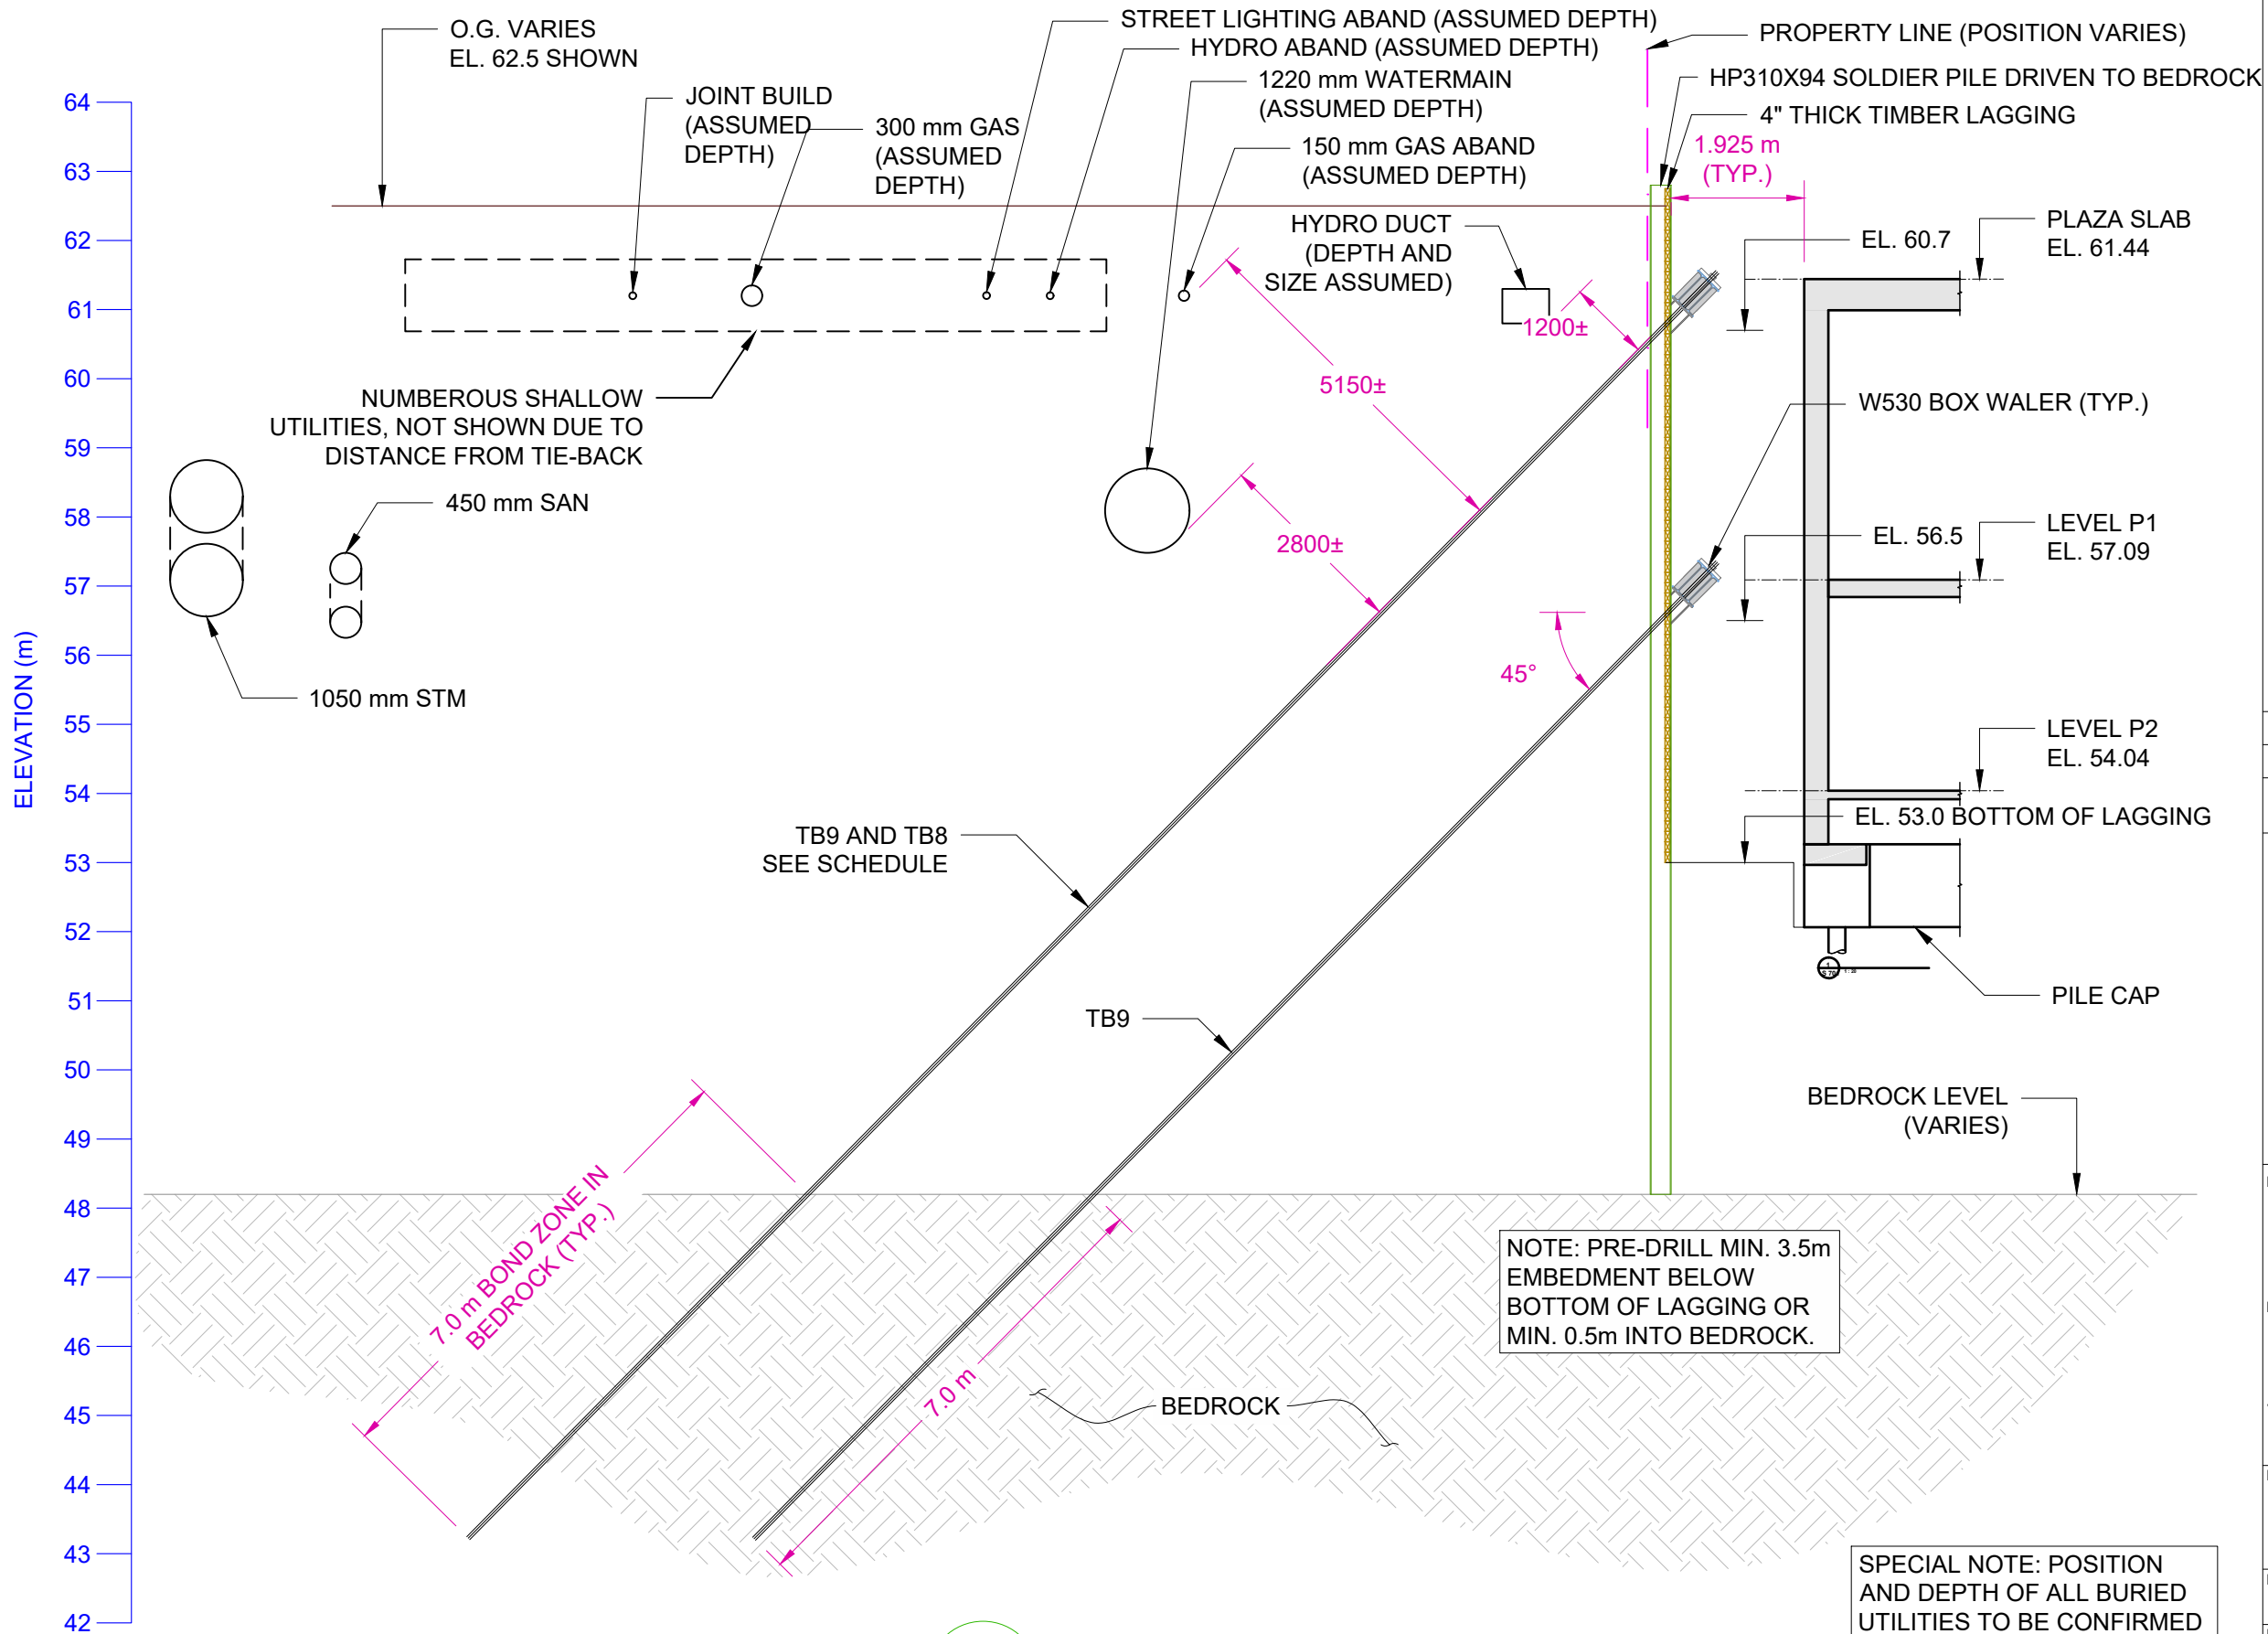 O.G. VARIES
EL. 62.5 SHOWN
STREET LIGHTING ABAND (ASSUMED DEPTH)
HYDRO ABAND (ASSUMED DEPTH)
PROPERTY LINE (POSITION VARIES)
HP310X94 SOLDIER PILE DRIVEN TO BEDROCK
4" THICK TIMBER LAGGING
JOINT BUILD
(ASSUMED
DEPTH)
300 mm GAS
(ASSUMED
DEPTH)
1220 mm WATERMAIN
(ASSUMED DEPTH)
150 mm GAS ABAND
(ASSUMED DEPTH)
1.925 m
(TYP.)
HYDRO DUCT
(DEPTH AND
SIZE ASSUMED)
EL. 60.7
PLAZA SLAB
EL. 61.44
1200±
5150±
2800±
NUMBEROUS SHALLOW
UTILITIES, NOT SHOWN DUE TO
DISTANCE FROM TIE-BACK
W530 BOX WALER (TYP.)
450 mm SAN
EL. 56.5
LEVEL P1
EL. 57.09
45°
1050 mm STM
LEVEL P2
EL. 54.04
EL. 53.0 BOTTOM OF LAGGING
TB9 AND TB8
SEE SCHEDULE
TB9
PILE CAP
BEDROCK LEVEL
(VARIES)
7.0 m BOND ZONE IN
BEDROCK (TYP.)
7.0 m
NOTE: PRE-DRILL MIN. 3.5m
EMBEDMENT BELOW
BOTTOM OF LAGGING OR
MIN. 0.5m INTO BEDROCK.
BEDROCK
SPECIAL NOTE: POSITION
AND DEPTH OF ALL BURIED
UTILITIES TO BE CONFIRMED
ELEVATION (m)
64
63
62
61
60
59
58
57
56
55
54
53
52
51
50
49
48
47
46
45
44
43
42